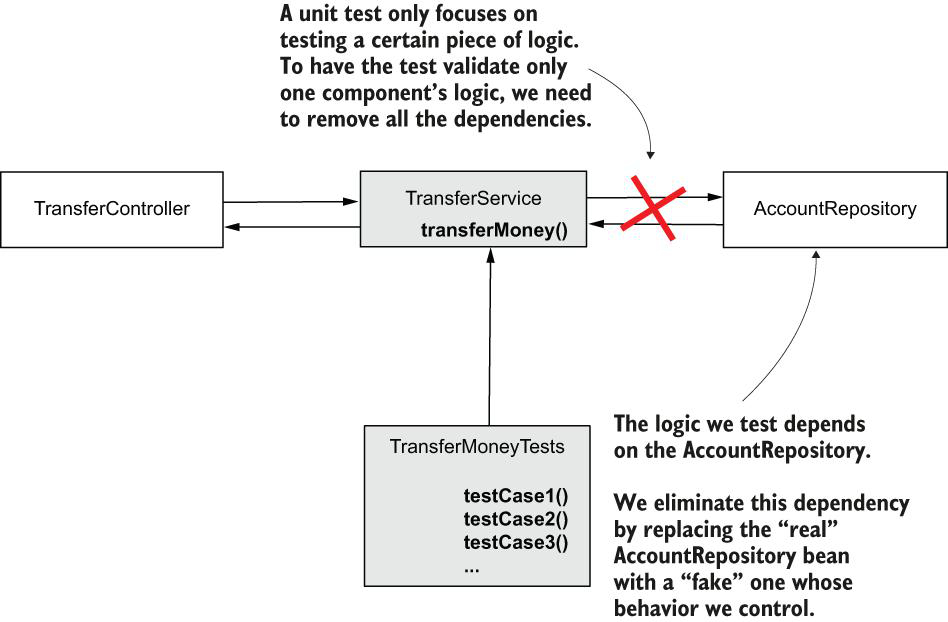 A unit test only focuses on
testing a certain piece of logic.
To have the test validate only
one component’s logic, we need
to remove all the dependencies.
TransferController
TransferService
transferMoney()
AccountRepository
TransferMoneyTests
testCase1()
testCase2()
testCase3()
...
The logic we test depends
on the AccountRepository.
We eliminate this dependency
by replacing the “real”
AccountRepository bean
with a “fake” one whose
behavior we control.